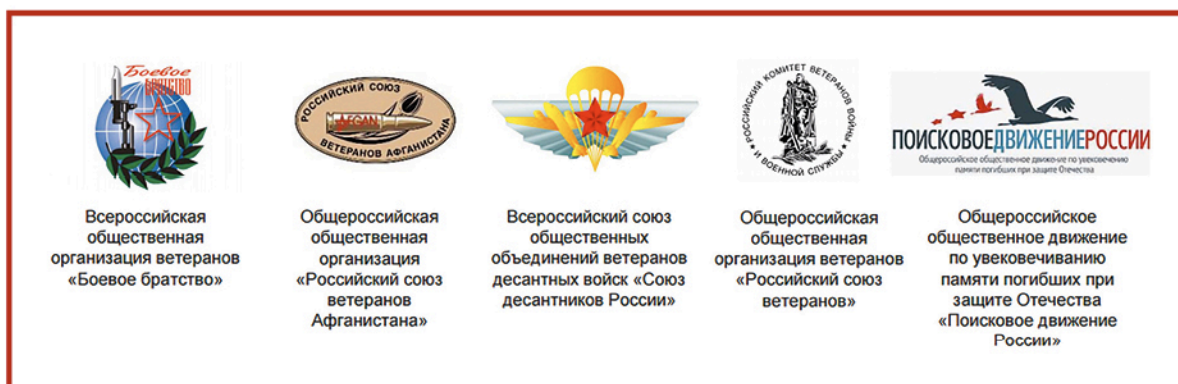 Боевое
БРАТСТВО
Всероссийская
общественная
организация ветеранов
«Боевое братство»
РОССИЙСКИЙ СОЮЗ
AFGAN
ВЕТЕРАНОВ АФГАНИСТАНА
Общероссийская
общественная
организация
«Российский союз
ветеранов
Афганистана»
Всероссийский союз
общественных
объединений ветеранов
десантных войск «Союз
десантников России»
РОССИЙСКИЙ КОМИТЕТ ВЕТЕРАНОВ ВОЙНЫ
И ВОЕННОЙ СЛУЖБЫ
Общероссийская
общественная
организация ветеранов
«Российский союз
ветеранов»
ПОИСКОВОЕДВИЖЕНИЕРОССИИ
Общероссийское общественное движение по увековечению
памяти погибших при защите Отечества
Общероссийское
общественное движение
по увековечиванию
памяти погибших при
защите Отечества
«Поисковое движение
России»